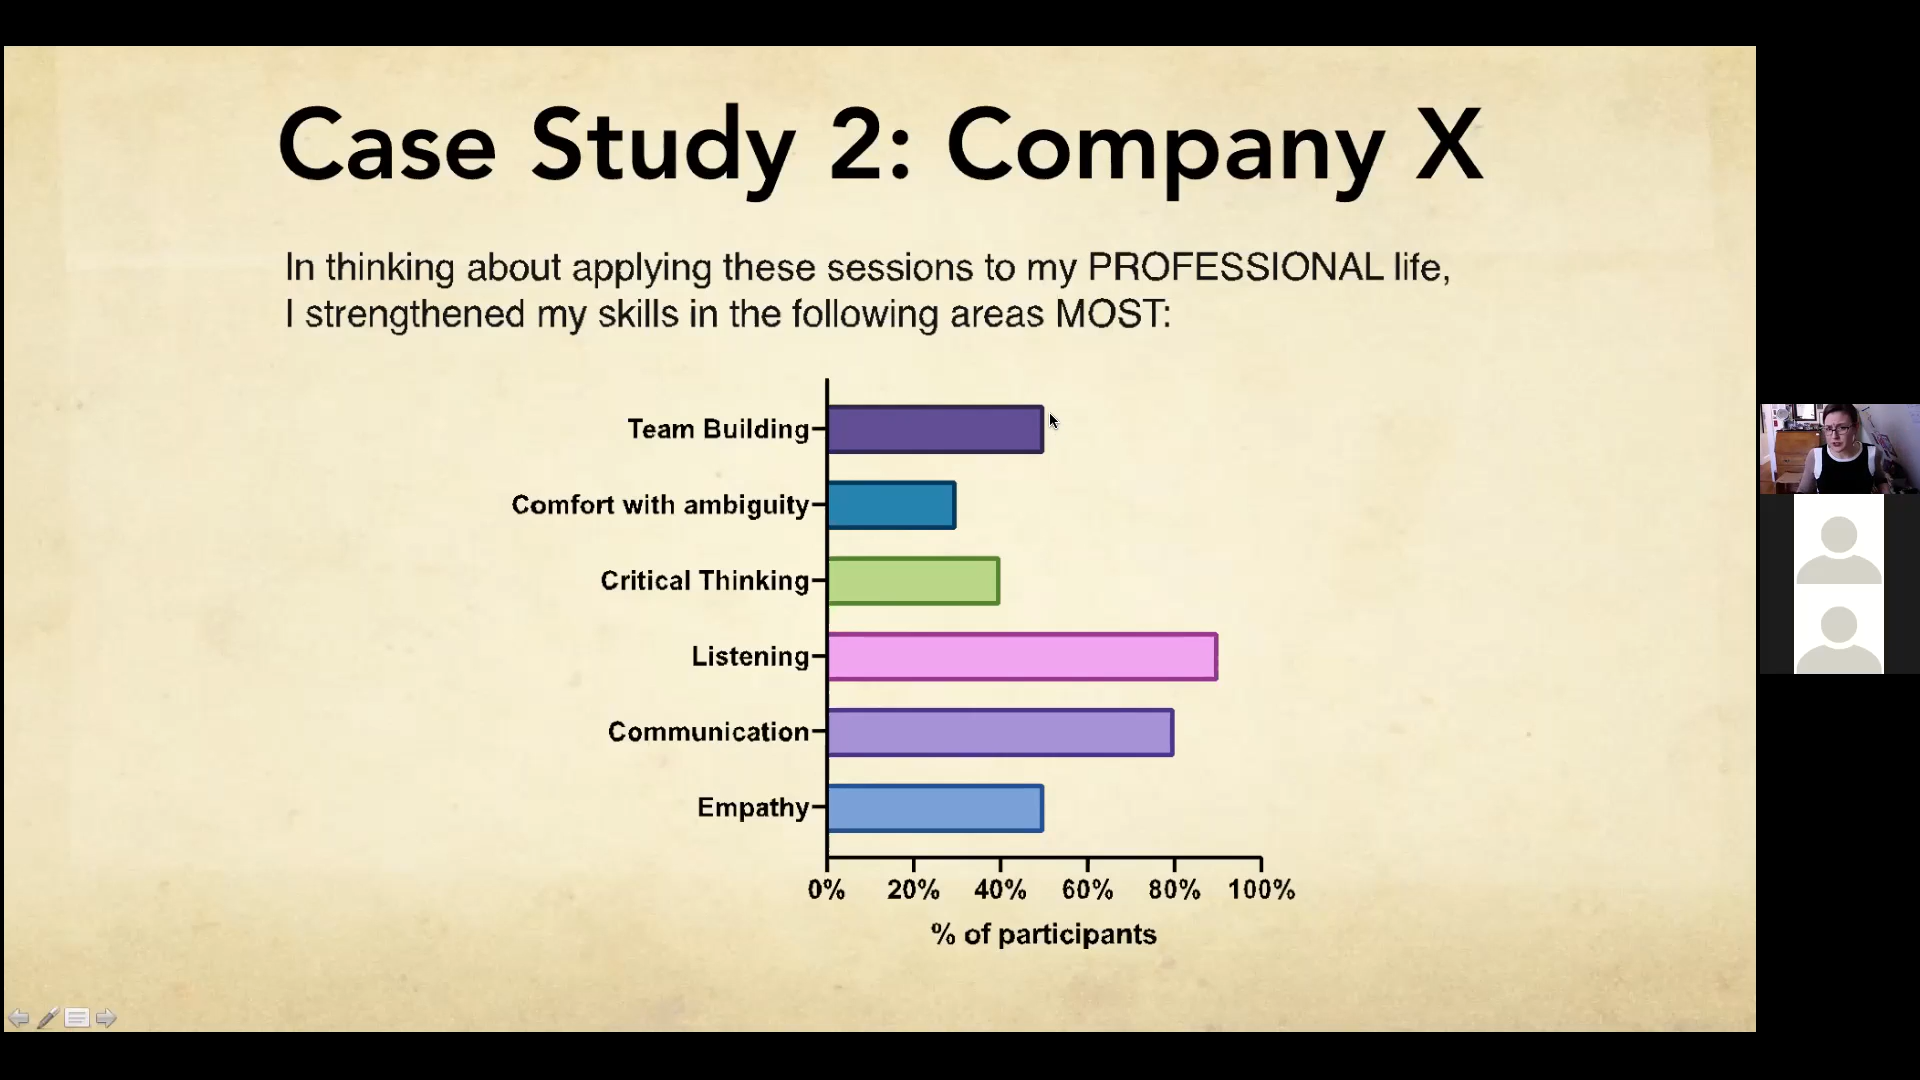 Case Study 2: Company X
In thinking about applying these sessions to my PROFESSIONAL life,
I strengthened my skills in the following areas MOST:
Team Building
Comfort with ambiguity
Critical Thinking
Listening
Communication
Empathy
0% 20% 40% 60% 80% 100%
% of participants